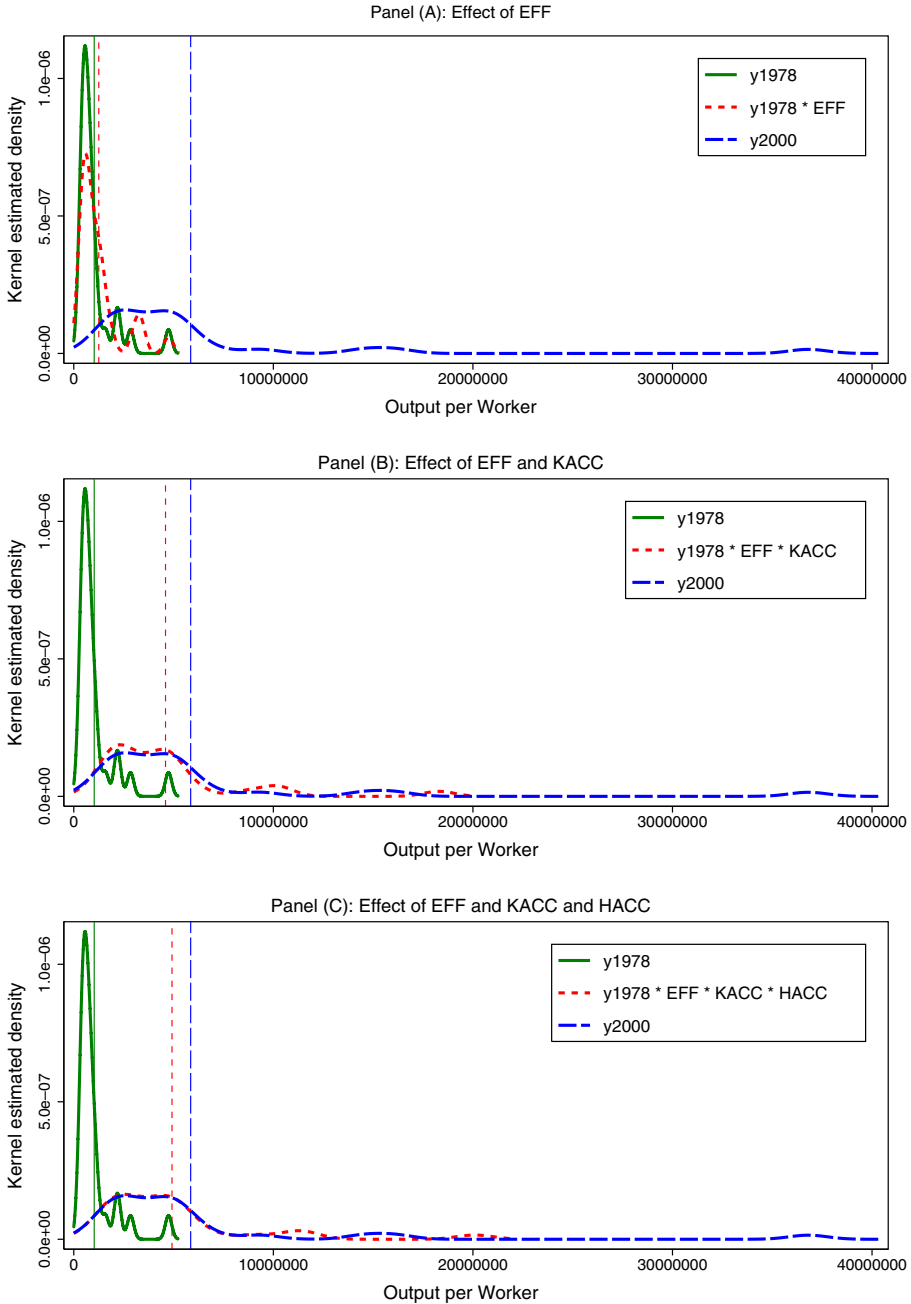 Panel (A): Effect of EFF
Kernel estimated density
0.0e+00
5.0e-07
1.0e-06
y1978
y1978 * EFF
y2000
0 10000000 20000000 30000000 40000000
Output per Worker
Panel (B): Effect of EFF and KACC
Kernel estimated density
0.0e+00
5.0e-07
1.0e-06
y1978
y1978 * EFF * KACC
y2000
0 10000000 20000000 30000000 40000000
Output per Worker
Panel (C): Effect of EFF and KACC and HACC
Kernel estimated density
0.0e+00
5.0e-07
1.0e-06
y1978
y1978 * EFF * KACC * HACC
y2000
0 10000000 20000000 30000000 40000000
Output per Worker